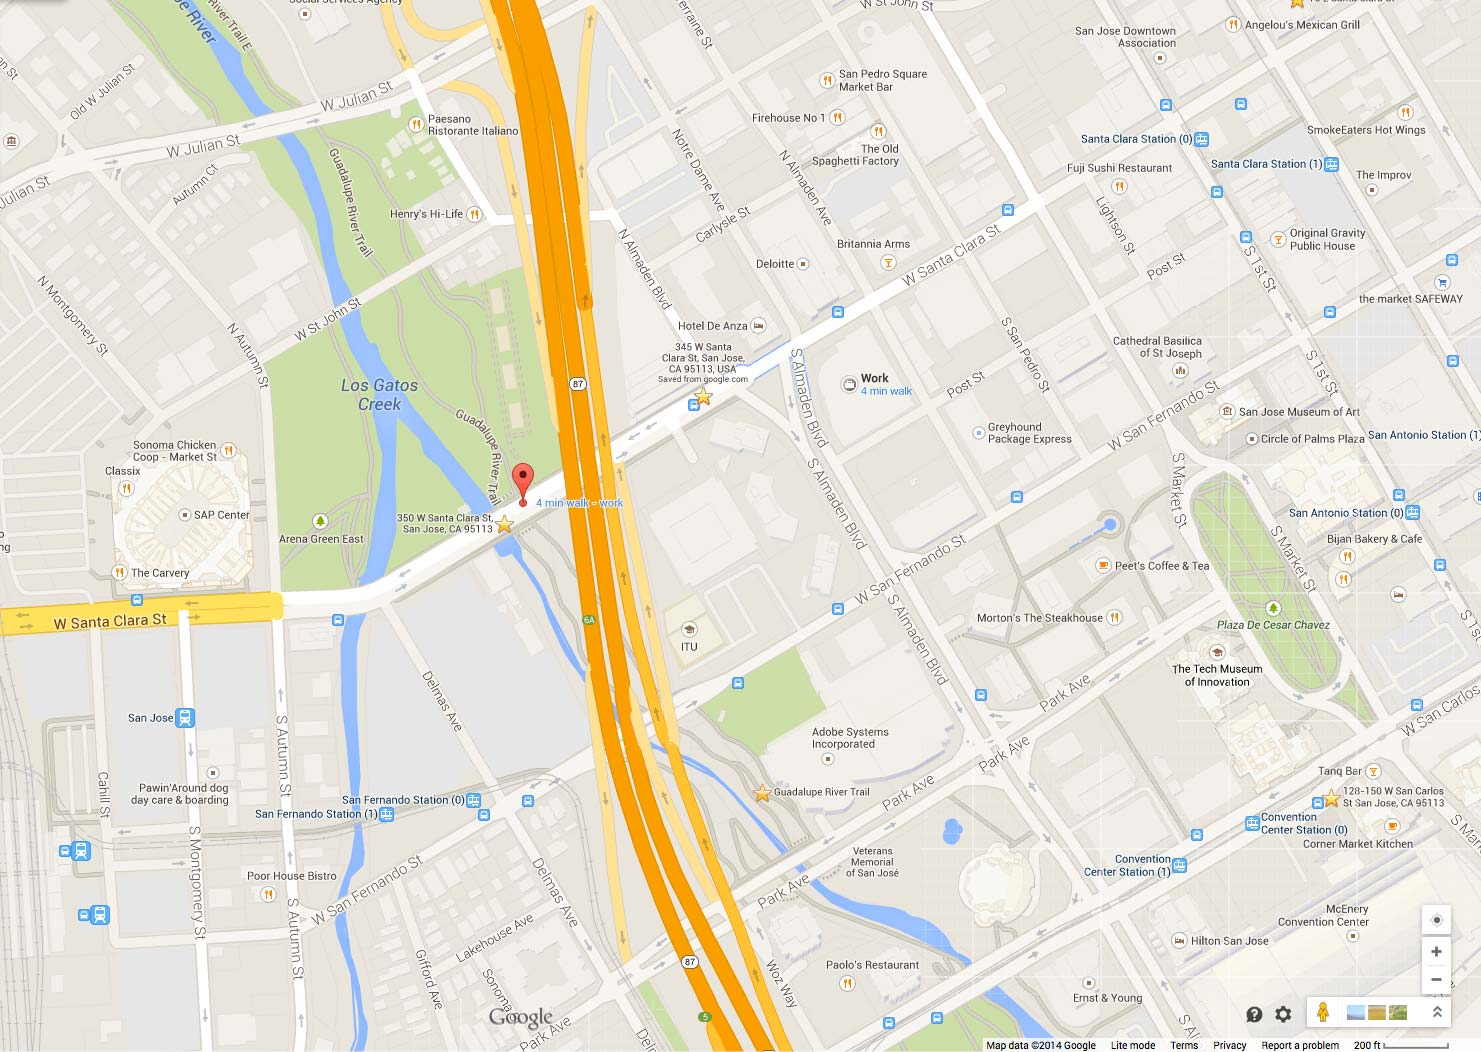 Social Services Agency
W St John St
Angelou's Mexican Grill
San Jose Downtown
Association
River Trail E
Old W Julian St
W Julian St
W Julian St
Julian St
Autumn Ct
Paesano
Ristorante Italiano
San Pedro Square
Market Bar
Firehouse No 1
The Old
Spaghetti Factory
Notre Dame Ave
N Almaden Ave
Santa Clara Station (0)
Santa Clara Station (1)
SmokeEaters Hot Wings
The Improv
Fuji Sushi Restaurant
Guadalupe River Trail
Henry's Hi-Life
Carlysle St
N Almaden Blvd
Britannia Arms
Deloitte
W Santa Clara St
Lightson St
Original Gravity
Public House
Post St
S 1st St
the market SAFEWAY
N Montgomery St
N Autumn St
W St John St
Hotel De Anza
345 W Santa
Clara St, San Jose,
CA 95113, USA
Saved from google.com
S San Pedro St
Cathedral Basilica
of St Joseph
S 1st St
87
Work
4 min walk
Post St
Los Gatos
Creek
S Almaden Blvd
Greyhound
Package Express
W San Fernando St
San Jose Museum of Art
Circle of Palms Plaza
San Antonio Station (1)
Guadalupe River Trail
Sonoma Chicken
Coop - Market St
Classix
SAP Center
The Carvery
Arena Green East
350 W Santa Clara St,
San Jose, CA 95113
4 min walk - work
S Almaden Blvd
S Market St
San Antonio Station (0)
Bijan Bakery & Cafe
S Market St
Peet's Coffee & Tea
W San Fernando St
W Santa Clara St
6A
ITU
Morton's The Steakhouse
Plaza De Cesar Chavez
S Almaden Blvd
The Tech Museum
of Innovation
Park Ave
W San Carlos
Delmas Ave
San Jose
S Autumn St
Adobe Systems
Incorporated
Park Ave
Tanq Bar
Pawin'Around dog
day care & boarding
Cahill St
San Fernando Station (0)
San Fernando Station (1)
Guadalupe River Trail
Park Ave
128-150 W San Carlos
St San Jose, CA 95113
Convention
Center Station (0)
Corner Market Kitchen
S Montgomery St
Veterans
Memorial
of San José
Convention
Center Station (1)
Poor House Bistro
W San Fernando St
S Autumn St
Delmas Ave
Park Ave
McEnery
Convention Center
Lakehouse Ave
Gifford Ave
Sonoma
87
Woz Way
Paolo's Restaurant
Hilton San Jose
Ernst & Young
Google
Park Ave
5
Map data ©2014 Google
Lite mode
Terms
Privacy
Report a problem
200 ft